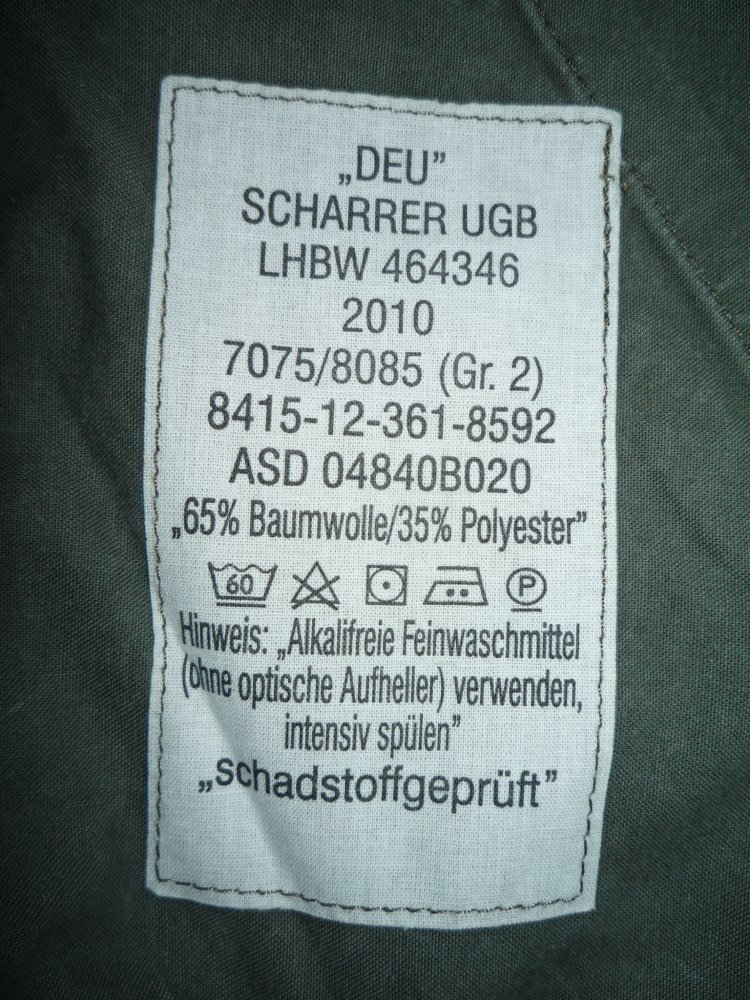 „DEU”
SCHARRER UGB
LHBW 464346
2010
7075/8085 (Gr. 2)
8415-12-361-8592
ASD 04840B020
„65% Baumwolle/35% Polyester”
60 P
Hinweis: „Alkalifreie Feinwaschmittel
(ohne optische Aufheller) verwenden,
intensiv spülen”
„schadstoffgeprüft”